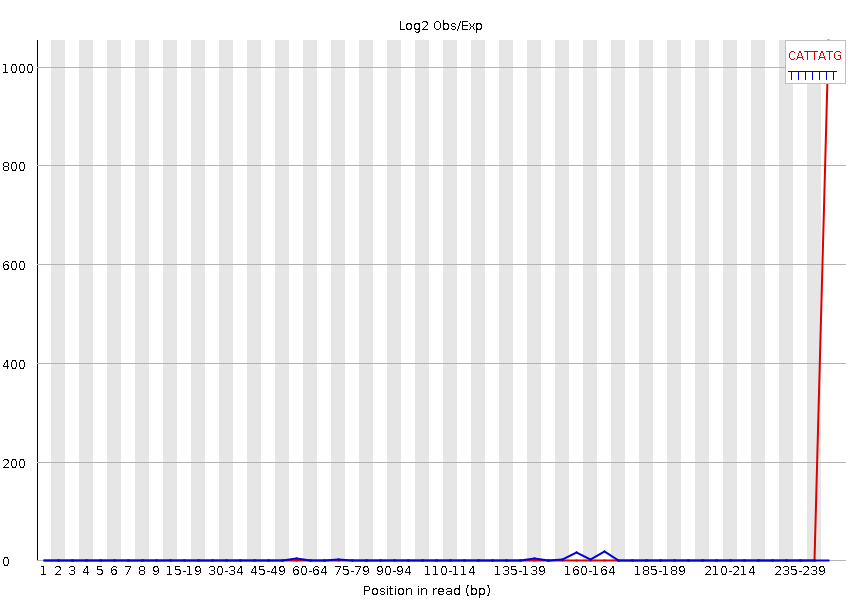 Log2 Obs/Exp
CATTATG
TTTTTTT
1000
800
600
400
200
0
1 2 3 4 5 6 7 8 9 15-19 30-34 45-49 60-64 75-79 90-94 110-114 135-139 160-164 185-189 210-214 235-239
Position in read (bp)